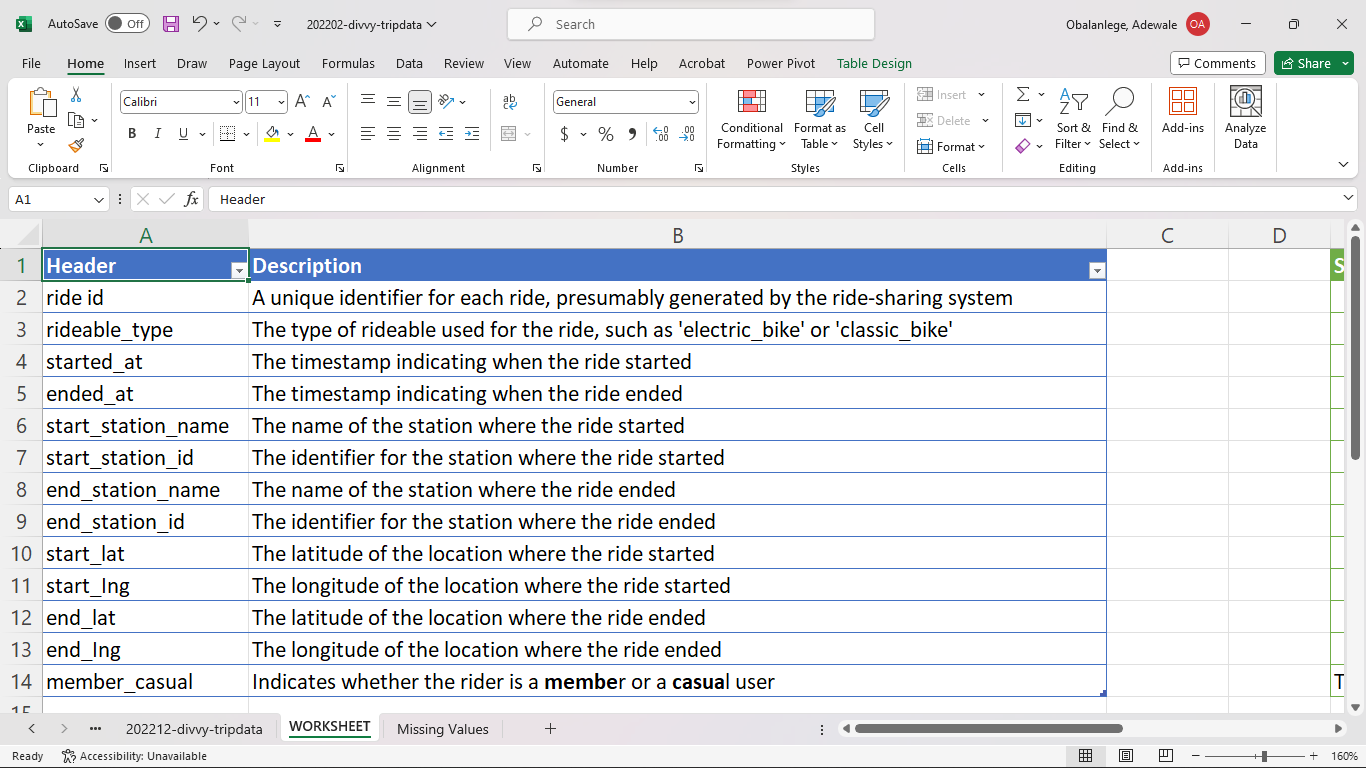 AutoSave Off 202202-divvy-tripdata Search Obalanlege, Adewale OA
File Home Insert Draw Page Layout Formulas Data Review View Automate Help Acrobat Power Pivot Table Design Comments Share
Paste
Calibri 11
B I U A
ab
General
$ % 9
Conditional Formatting
Format as Table
Cell Styles
Insert
Delete
Format
Sort & Filter
Find & Select
Add-ins
Analyze Data
Clipboard Font Alignment Number Styles Cells Editing Add-ins
A1 fx Header
A B C D
1 Header Description S
2 ride id A unique identifier for each ride, presumably generated by the ride-sharing system
3 rideable_type The type of rideable used for the ride, such as 'electric_bike' or 'classic_bike'
4 started_at The timestamp indicating when the ride started
5 ended_at The timestamp indicating when the ride ended
6 start_station_name The name of the station where the ride started
7 start_station_id The identifier for the station where the ride started
8 end_station_name The name of the station where the ride ended
9 end_station_id The identifier for the station where the ride ended
10 start_lat The latitude of the location where the ride started
11 start_Ing The longitude of the location where the ride started
12 end_lat The latitude of the location where the ride ended
13 end_Ing The longitude of the location where the ride ended
14 member_casual Indicates whether the rider is a member or a casual user T
15
202212-divvy-tripdata WORKSHEET Missing Values
Ready Accessibility: Unavailable 160%